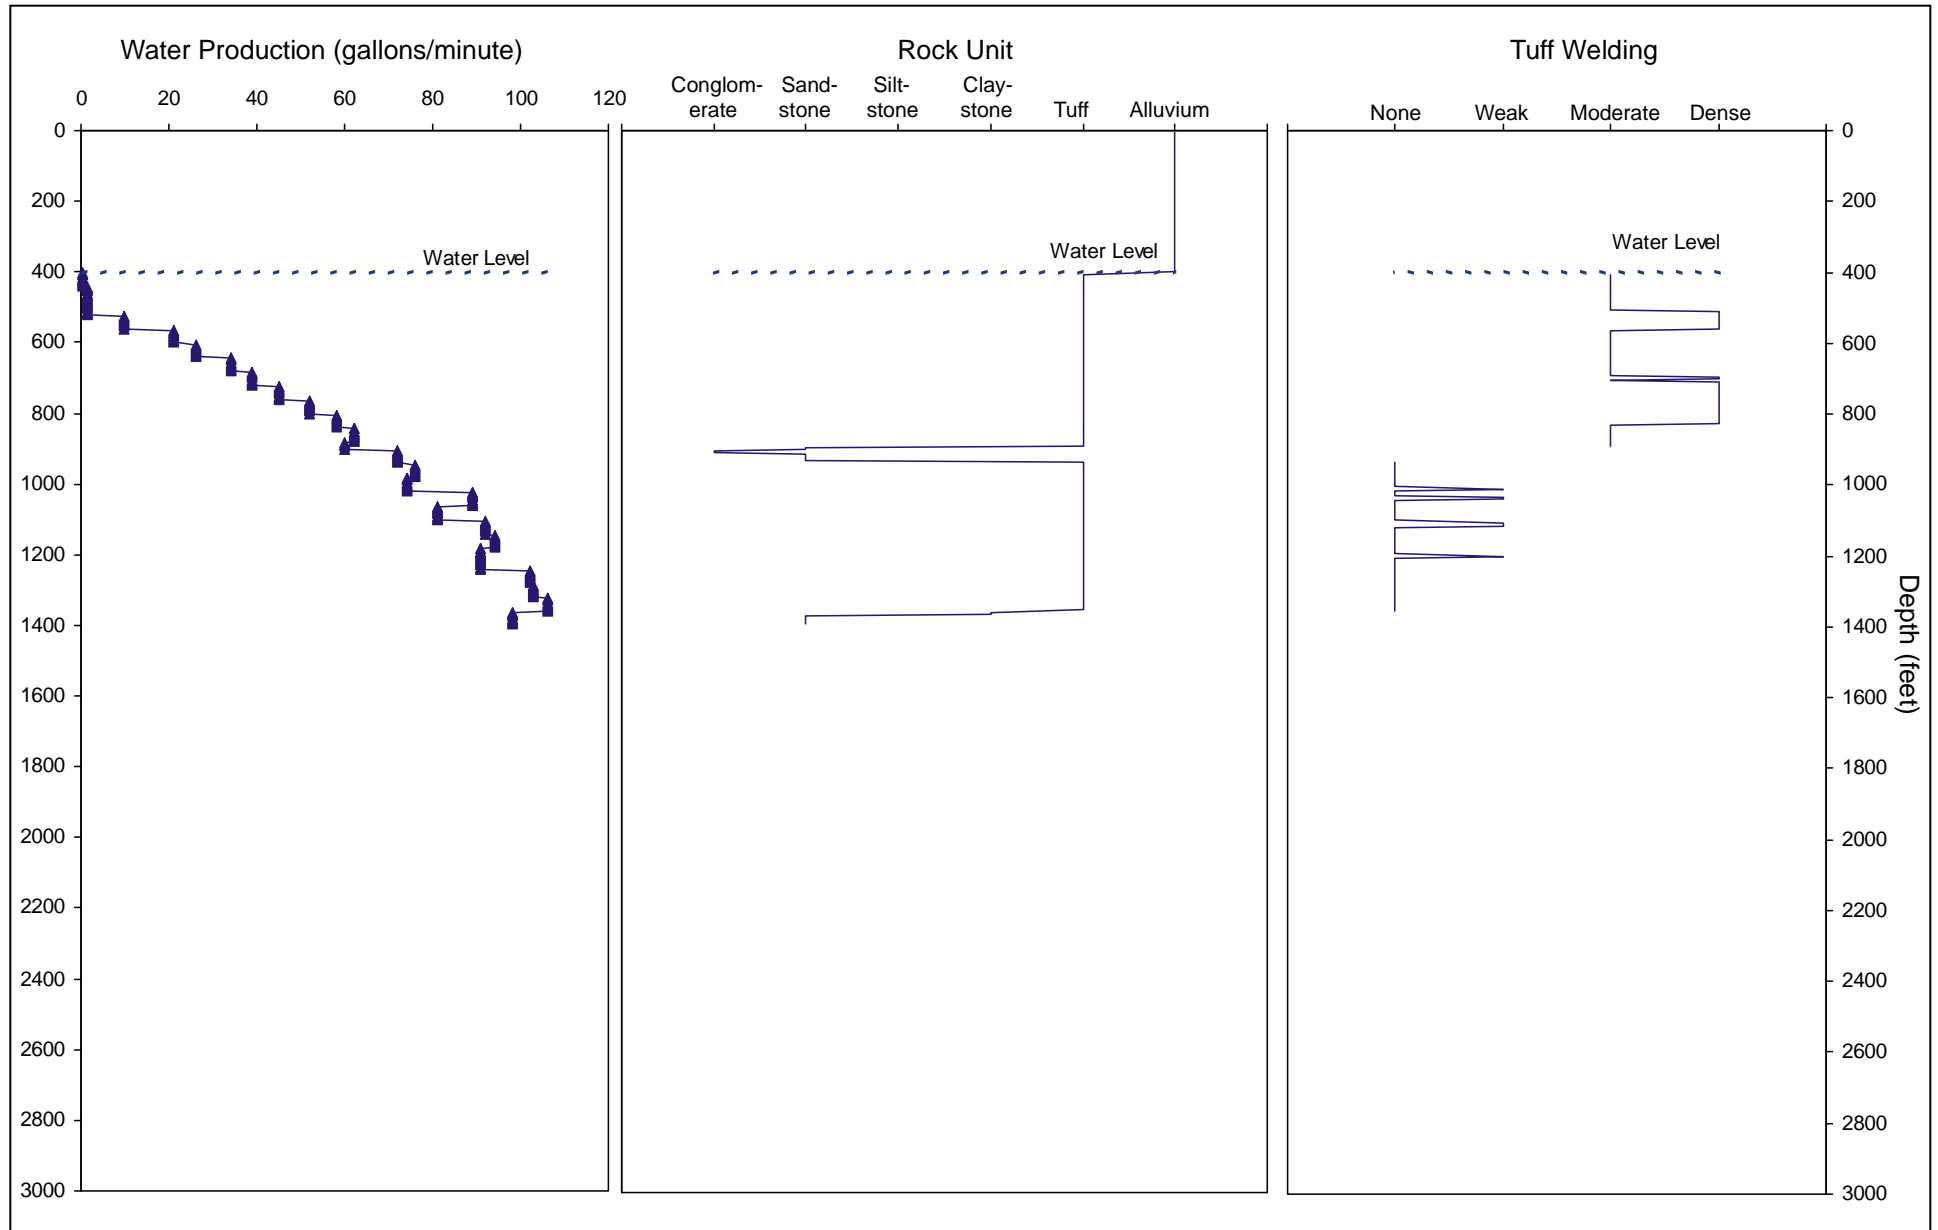 Water Production (gallons/minute)
0 20 40 60 80 100 120
0
200
400
600
800
1000
1200
1400
1600
1800
2000
2200
2400
2600
2800
3000
Water Level
Rock Unit
Conglom-
erate
Sand-
stone
Silt-
stone
Clay-
stone
Tuff
Alluvium
Water Level
Tuff Welding
None Weak Moderate Dense
Water Level
0
200
400
600
800
1000
1200
1400
1600
1800
2000
2200
2400
2600
2800
3000
Depth (feet)